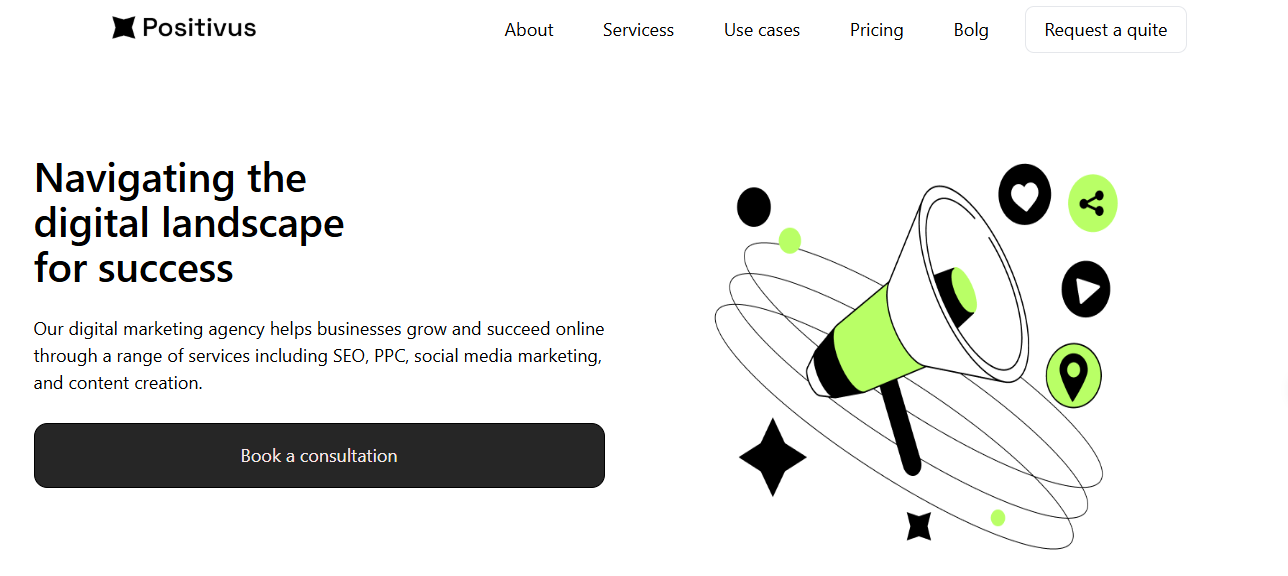 Positivus
About
Servicess
Use cases
Pricing
Bolg
Request a quite
Navigating the
digital landscape
for success
Our digital marketing agency helps businesses grow and succeed online
through a range of services including SEO, PPC, social media marketing,
and content creation.
Book a consultation